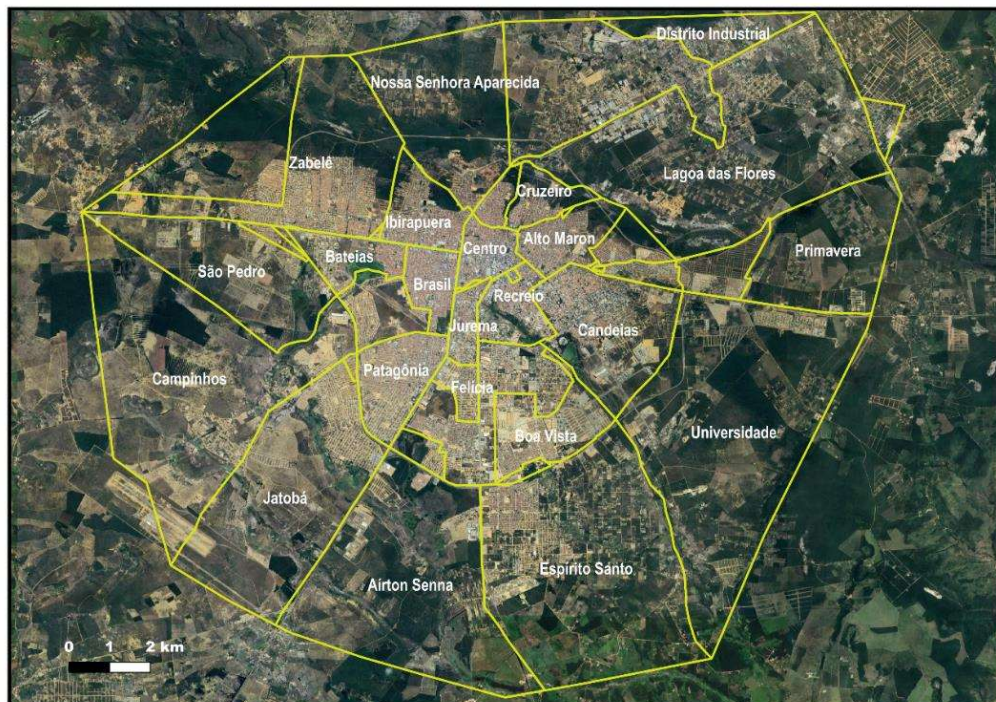 Distrito Industrial
Nossa Senhora Aparecida
Zabelê
Lagoa das Flores
Cruzeiro
Ibirapuera
Alto Maron
Centro
Primavera
Bateias
São Pedro
Brasil
Recreio
Jurema
Candeias
Patagônia
Campinhos
Felícia
Boa Vista
Universidade
Jatobá
Espírito Santo
Airton Senna
0 1 2 km